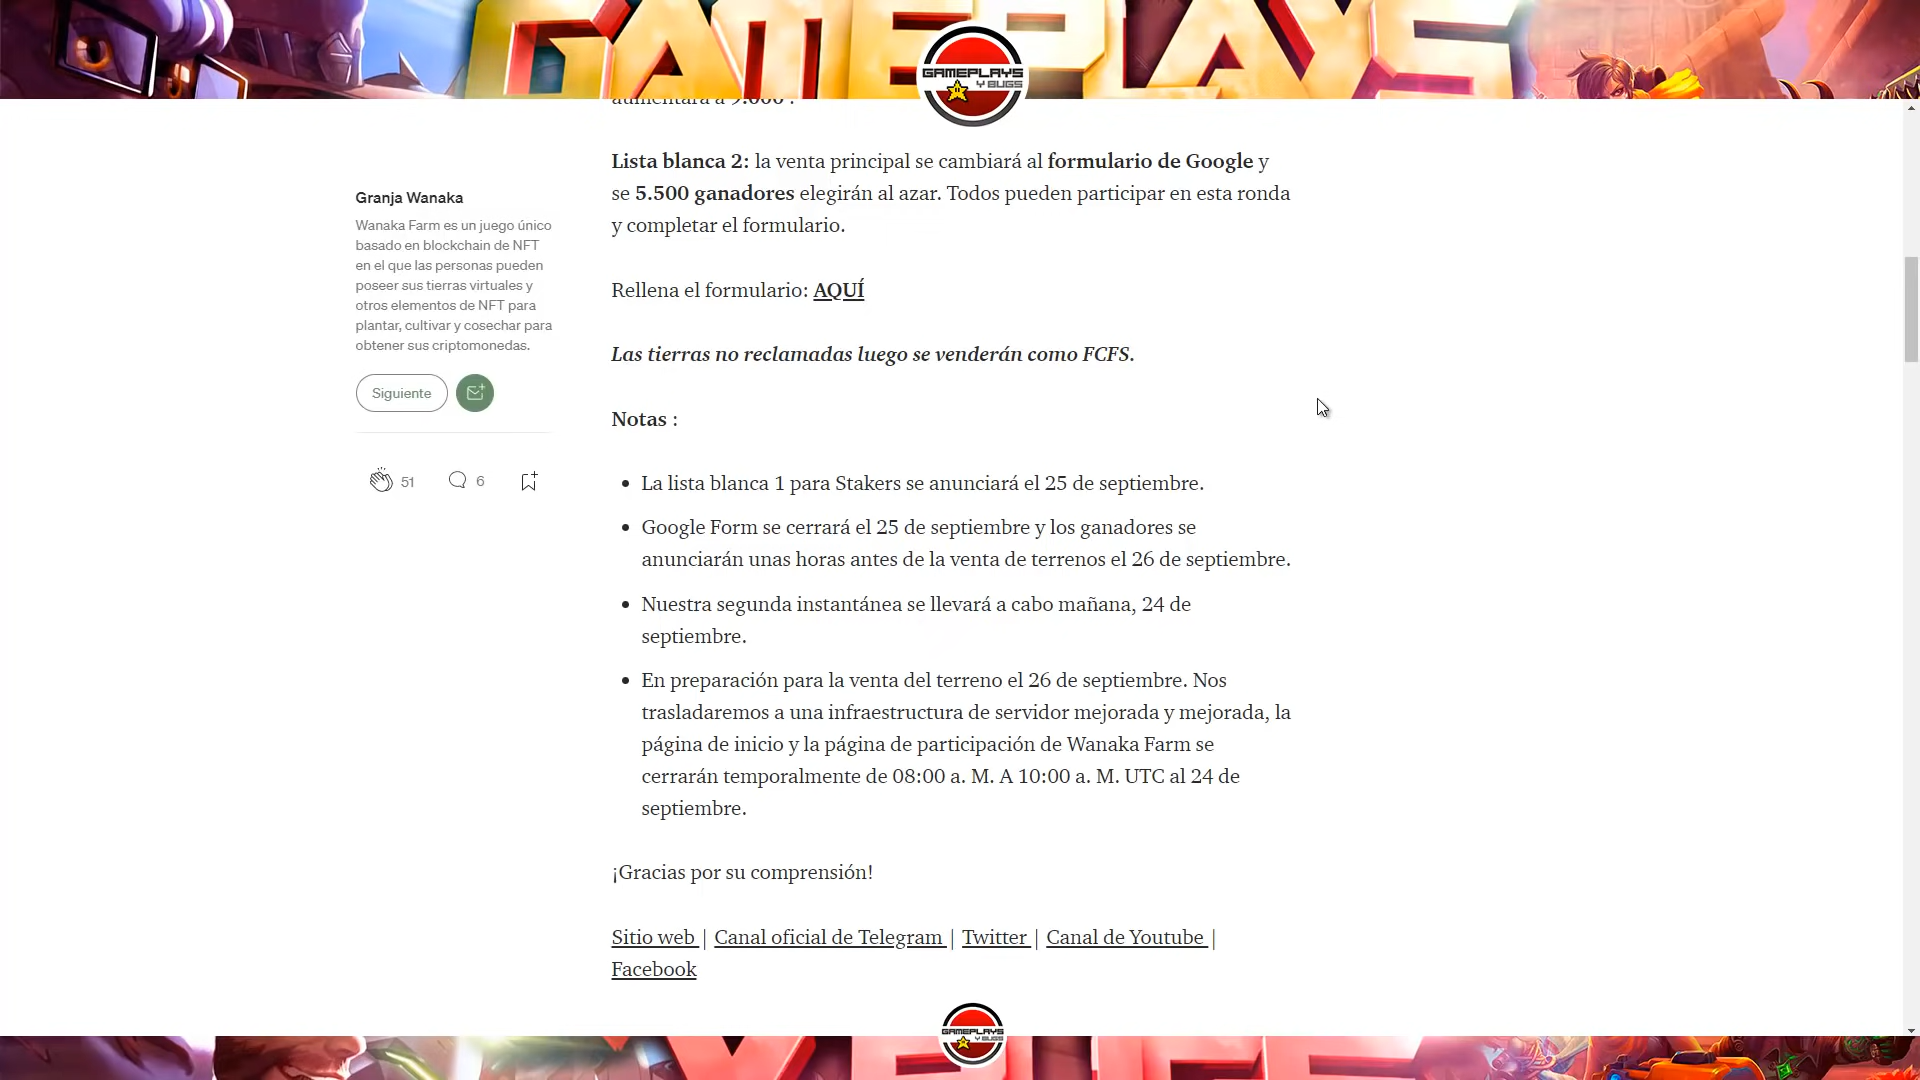 GAMEPLAYS
GAMEPLAYS
Y BUGS
aumentará a 9.000 .
Lista blanca 2: la venta principal se cambiará al formulario de Google y
se 5.500 ganadores elegirán al azar. Todos pueden participar en esta ronda
y completar el formulario.
Granja Wanaka
Wanaka Farm es un juego único
basado en blockchain de NFT
en el que las personas pueden
poseer sus tierras virtuales y
otros elementos de NFT para
plantar, cultivar y cosechar para
obtener sus criptomonedas.
Siguiente
51
6
Rellena el formulario: AQUÍ
Las tierras no reclamadas luego se venderán como FCFS.
Notas :
La lista blanca 1 para Stakers se anunciará el 25 de septiembre.
Google Form se cerrará el 25 de septiembre y los ganadores se
anunciarán unas horas antes de la venta de terrenos el 26 de septiembre.
Nuestra segunda instantánea se llevará a cabo mañana, 24 de
septiembre.
En preparación para la venta del terreno el 26 de septiembre. Nos
trasladaremos a una infraestructura de servidor mejorada y mejorada, la
página de inicio y la página de participación de Wanaka Farm se
cerrarán temporalmente de 08:00 a. M. A 10:00 a. M. UTC al 24 de
septiembre.
¡Gracias por su comprensión!
Sitio web | Canal oficial de Telegram | Twitter | Canal de Youtube |
Facebook
GAMEPLAYS
Y BUGS